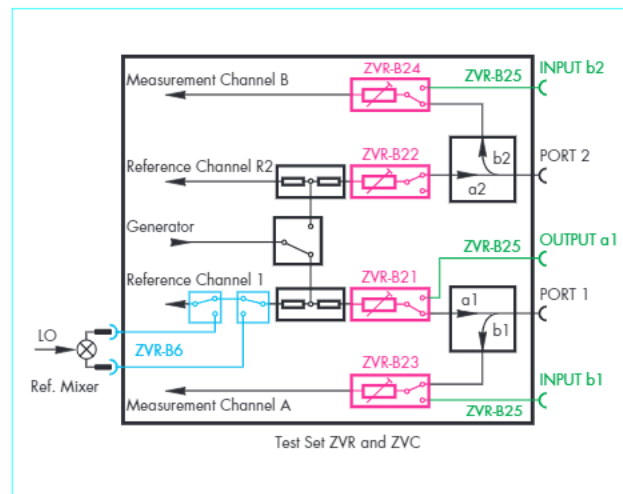 ZVR-B24
ZVR-B25
INPUT b2
Measurement Channel B
ZVR-B22
b2
PORT 2
Reference Channel R2
a2
Generator
OUTPUT a1
ZVR-B25
Reference Channel 1
ZVR-B21
a1
PORT 1
LO
ZVR-B6
b1
Ref. Mixer
ZVR-B23
INPUT b1
Measurement Channel A
ZVR-B25
Test Set ZVR and ZVC